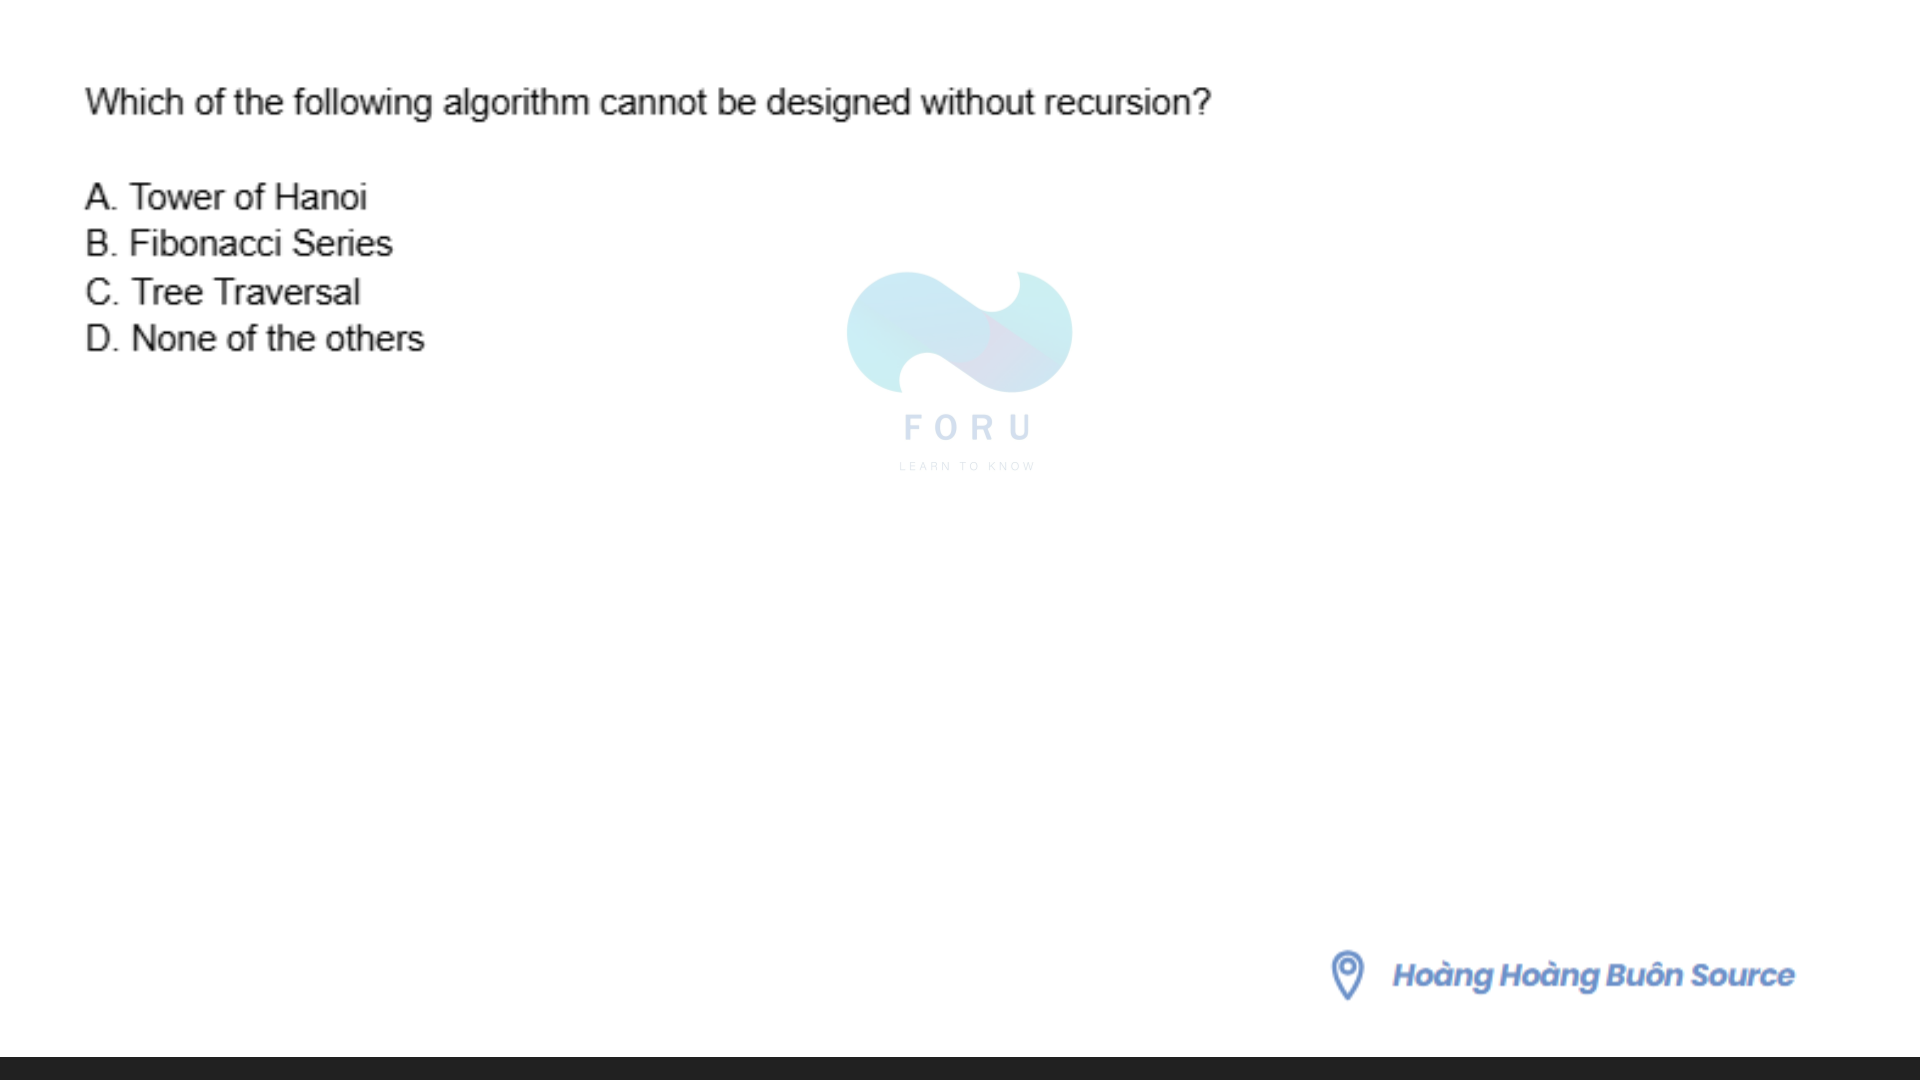 Which of the following algorithm cannot be designed without recursion?
A. Tower of Hanoi
B. Fibonacci Series
C. Tree Traversal
D. None of the others
FORU
LEARN TO KNOW
Hoàng Hoàng Buôn Source